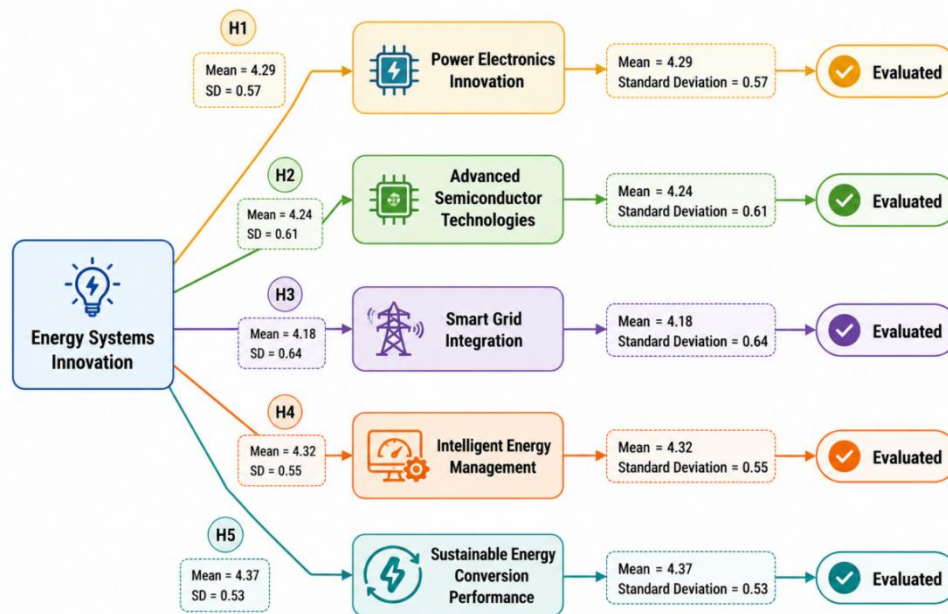 H1
Mean = 4.29
SD = 0.57
Power Electronics
Innovation
Mean = 4.29
Standard Deviation = 0.57
Evaluated
H2
Mean = 4.24
SD = 0.61
Advanced
Semiconductor
Technologies
Mean = 4.24
Standard Deviation = 0.61
Evaluated
Energy Systems
Innovation
H3
Mean = 4.18
SD = 0.64
Smart Grid
Integration
Mean = 4.18
Standard Deviation = 0.64
Evaluated
H4
Mean = 4.32
SD = 0.55
Intelligent Energy
Management
Mean = 4.32
Standard Deviation = 0.55
Evaluated
H5
Mean = 4.37
SD = 0.53
Sustainable Energy
Conversion
Performance
Mean = 4.37
Standard Deviation = 0.53
Evaluated